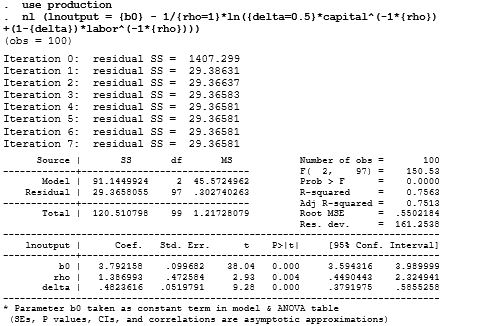 . use production
. nl (lnoutput = {b0} - 1/{rho=1}*ln({delta=0.5}*capital^(-1*{rho})
+(1-{delta})*labor^(-1*{rho})))
(obs = 100)
Iteration 0: residual SS = 1407.299
Iteration 1: residual SS = 29.38631
Iteration 2: residual SS = 29.36637
Iteration 3: residual SS = 29.36583
Iteration 4: residual SS = 29.36581
Iteration 5: residual SS = 29.36581
Iteration 6: residual SS = 29.36581
Iteration 7: residual SS = 29.36581
Source | SS df MS Number of obs = 100
-------------+------------------------------ F( 2, 97) = 150.53
Model | 91.1449924 2 45.5724962 Prob > F = 0.0000
Residual | 29.3658055 97 .302740263 R-squared = 0.7563
-------------+------------------------------ Adj R-squared = 0.7513
Total | 120.510798 99 1.21728079 Root MSE = .5502184
Res. dev. = 161.2538
lnoutput | Coef. Std. Err. t P>|t| [95% Conf. Interval]
b0 | 3.792158 .099682 38.04 0.000 3.594316 3.989999
rho | 1.386993 .472584 2.93 0.004 .4490443 2.324941
delta | .4823616 .0519791 9.28 0.000 .3791975 .5855258
* Parameter b0 taken as constant term in model & ANOVA table
(SEs, P values, CIs, and correlations are asymptotic approximations)